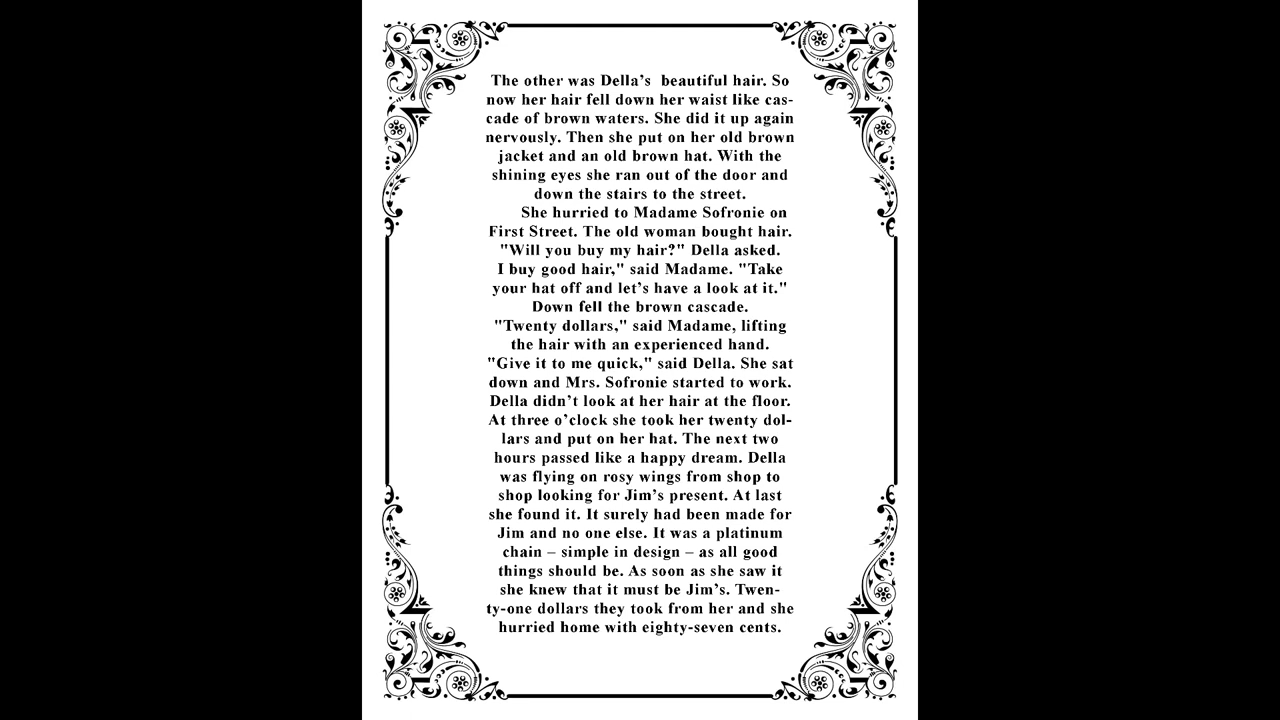 The other was Della’s  beautiful hair. So
now her hair fell down her waist like cas-
cade of brown waters. She did it up again
nervously. Then she put on her old brown
jacket and an old brown hat. With the
shining eyes she ran out of the door and
down the stairs to the street.
She hurried to Madame Sofronie on
First Street. The old woman bought hair.
"Will you buy my hair?" Della asked.
I buy good hair," said Madame. "Take
your hat off and let’s have a look at it."
Down fell the brown cascade.
"Twenty dollars," said Madame, lifting
the hair with an experienced hand.
"Give it to me quick," said Della. She sat
down and Mrs. Sofronie started to work.
Della didn’t look at her hair at the floor.
At three o’clock she took her twenty dol-
lars and put on her hat. The next two
hours passed like a happy dream. Della
was flying on rosy wings from shop to
shop looking for Jim’s present. At last
she found it. It surely had been made for
Jim and no one else. It was a platinum
chain – simple in design – as all good
things should be. As soon as she saw it
she knew that it must be Jim’s. Twen-
ty-one dollars they took from her and she
hurried home with eighty-seven cents.